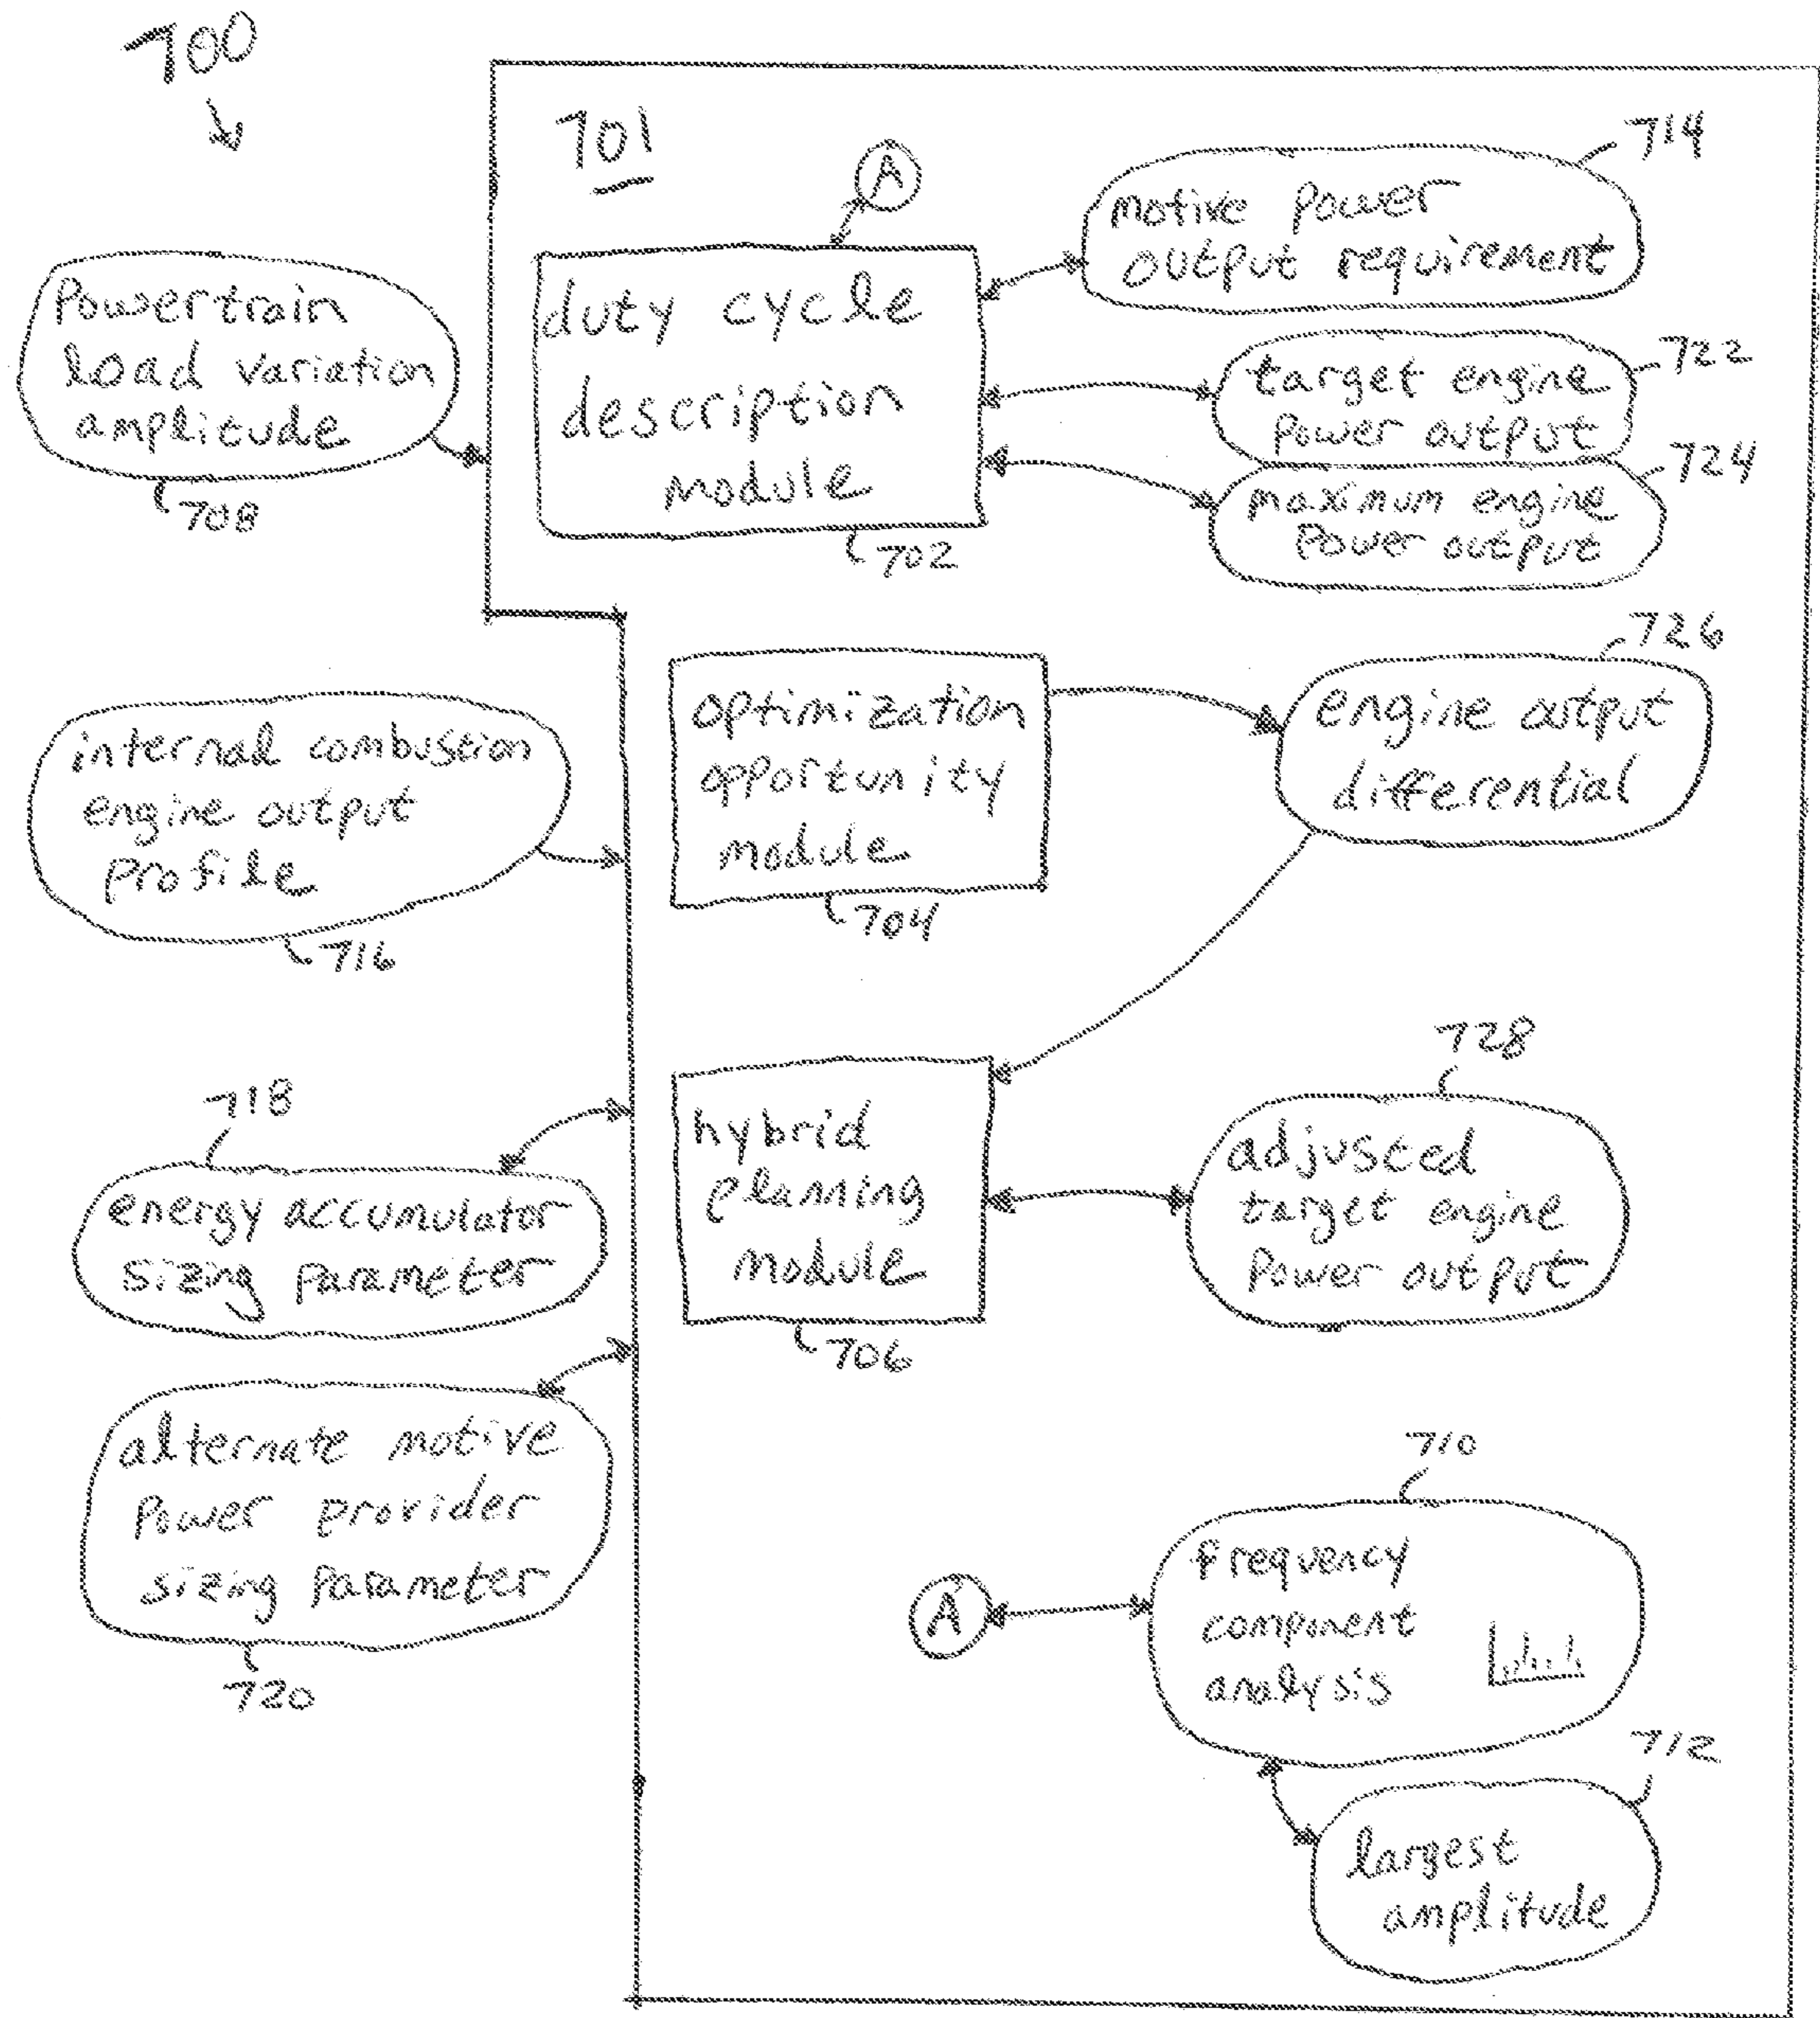 700
701
A
714
motive power
output requirement
Powertrain
load variation
amplitude
708
duty cycle
description
module
702
722
target engine
power output
724
maximum engine
power output
726
optimization
opportunity
module
704
engine output
differential
internal combustion
engine output
profile
716
718
energy accumulator
sizing parameter
hybrid
planning
module
706
728
adjusted
target engine
power output
alternate motive
power provider
sizing parameter
720
710
A
frequency
component
analysis
712
largest
amplitude